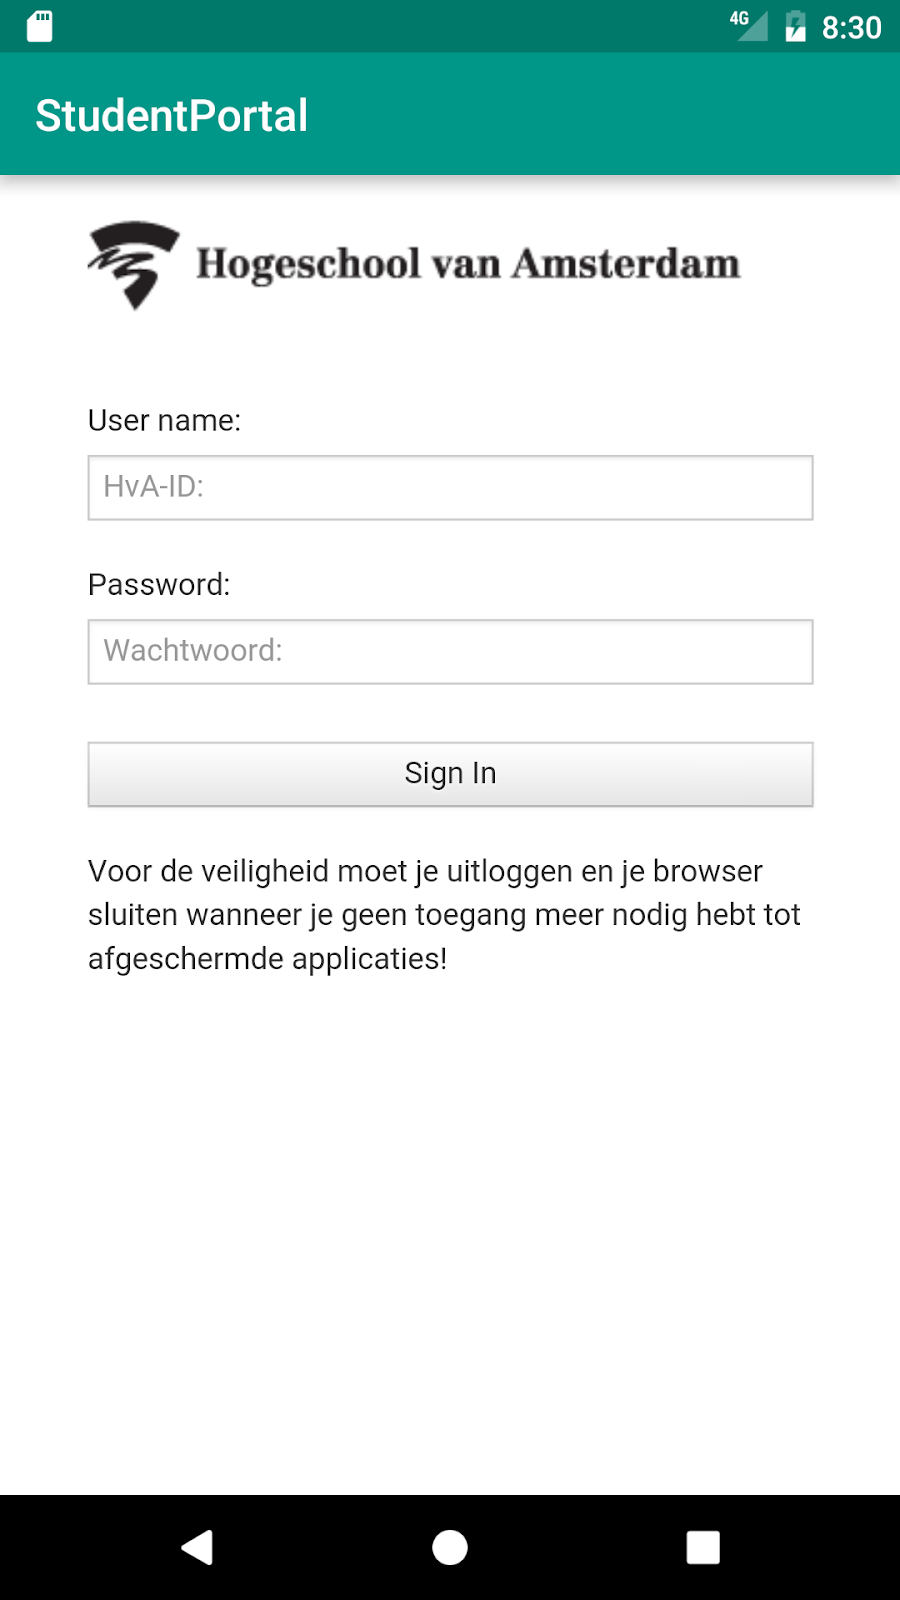 4G 8:30
StudentPortal
Hogeschool van Amsterdam
User name:
HvA-ID:
Password:
Wachtwoord:
Sign In
Voor de veiligheid moet je uitloggen en je browser
sluiten wanneer je geen toegang meer nodig hebt tot
afgeschermde applicaties!